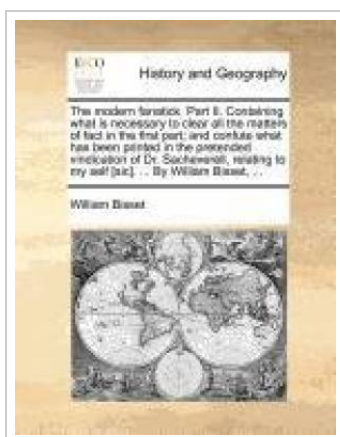 ECCO
History and Geography
The modern fanatick. Part II. Containing
what is necessary to clear all the matters
of fact in the first part; and confute what
has been printed in the pretended
vindication of Dr. Sacheverell, relating to
my self [sic]. ... By William Bisset, ...
William Bisset